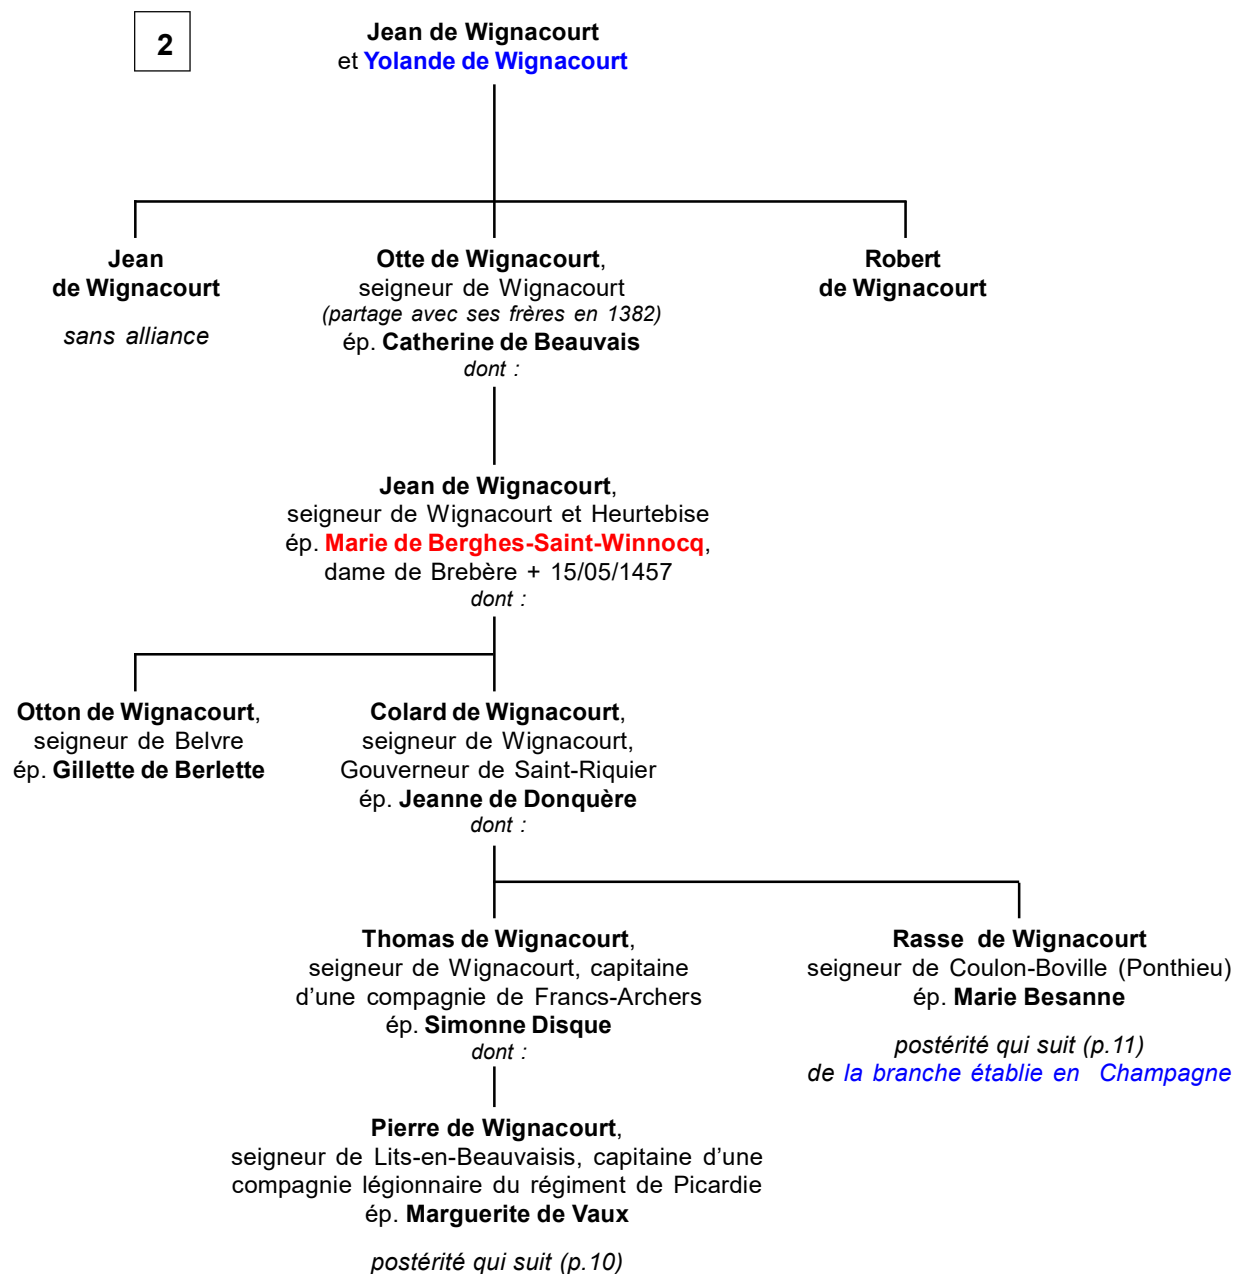 2
Jean de Wignacourt
et Yolande de Wignacourt
Jean
de Wignacourt
sans alliance
Otte de Wignacourt,
seigneur de Wignacourt
(partage avec ses frères en 1382)
ép. Catherine de Beauvais
dont :
Robert
de Wignacourt
Jean de Wignacourt,
seigneur de Wignacourt et Heurtebise
ép. Marie de Berghes-Saint-Winnocq,
dame de Brebère + 15/05/1457
dont :
Otton de Wignacourt,
seigneur de Belvre
ép. Gillette de Berlette
Colard de Wignacourt,
seigneur de Wignacourt,
Gouverneur de Saint-Riquier
ép. Jeanne de Donquère
dont :
Thomas de Wignacourt,
seigneur de Wignacourt, capitaine
d'une compagnie de Francs-Archers
ép. Simonne Disque
dont :
Rasse de Wignacourt
seigneur de Coulon-Boville (Ponthieu)
ép. Marie Besanne
postérité qui suit (p.11)
de la branche établie en Champagne
Pierre de Wignacourt,
seigneur de Lits-en-Beauvaisis, capitaine d'une
compagnie légionnaire du régiment de Picardie
ép. Marguerite de Vaux
postérité qui suit (p.10)